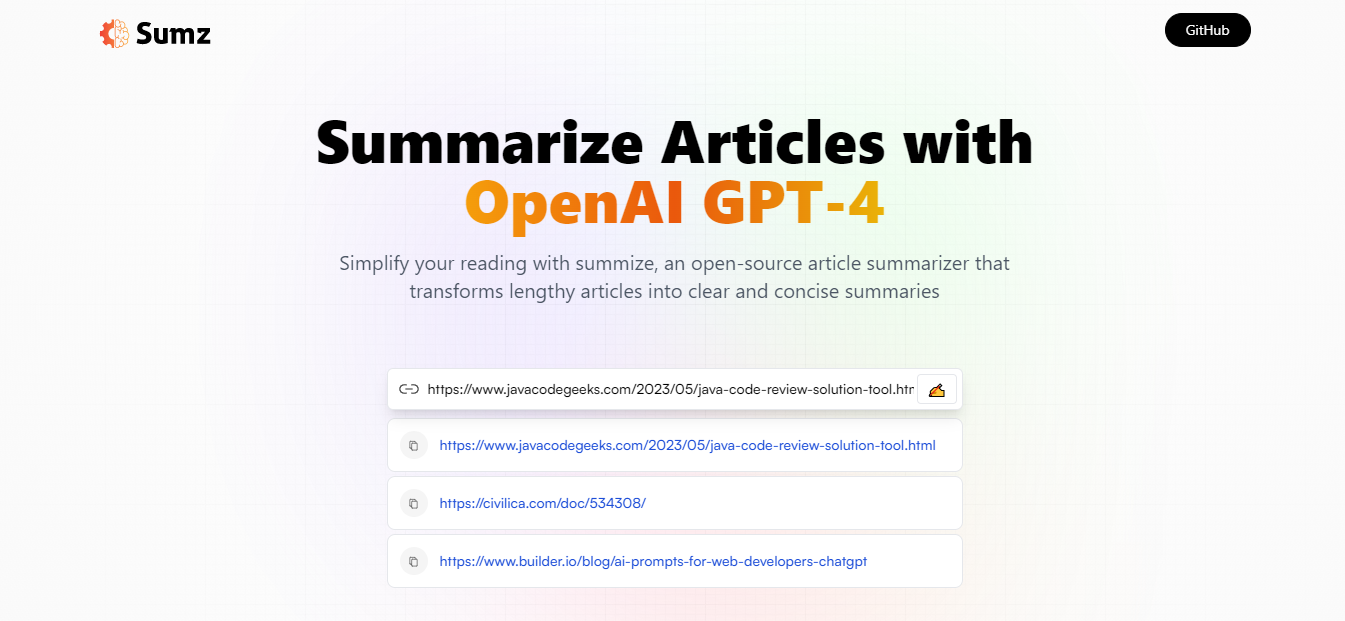 Sumz
GitHub
Summarize Articles with
OpenAI GPT-4
Simplify your reading with summize, an open-source article summarizer that
transforms lengthy articles into clear and concise summaries
https://www.javacodegeeks.com/2023/05/java-code-review-solution-tool.htm
https://www.javacodegeeks.com/2023/05/java-code-review-solution-tool.html
https://civilica.com/doc/534308/
https://www.builder.io/blog/ai-prompts-for-web-developers-chatgpt